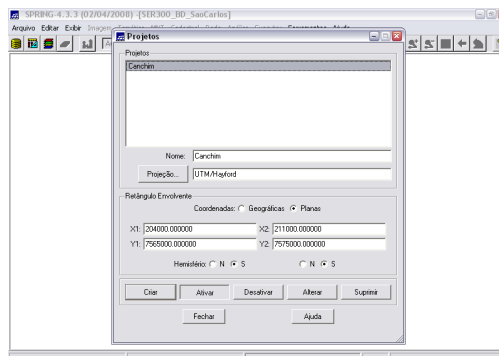 SPRING-4.3.3 (02/04/2008) -[SER300_BD_SaoCarlos]
Arquivo Editar Exibir Imagem
Projetos
Projetos
Canchim
Nome: Canchim
Projeção... UTM/Hayford
Retângulo Envolvente
Coordenadas: Geográficas Planas
X1: 204000.000000 X2: 211000.000000
Y1: 7565000.000000 Y2: 7575000.000000
Hemisfério: N S N S
Criar Ativar Desativar Alterar Suprimir
Fechar Ajuda